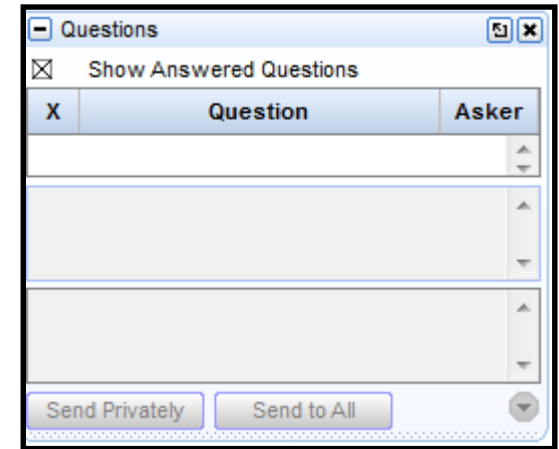 Questions
Show Answered Questions
X Question Asker
Send Privately Send to All